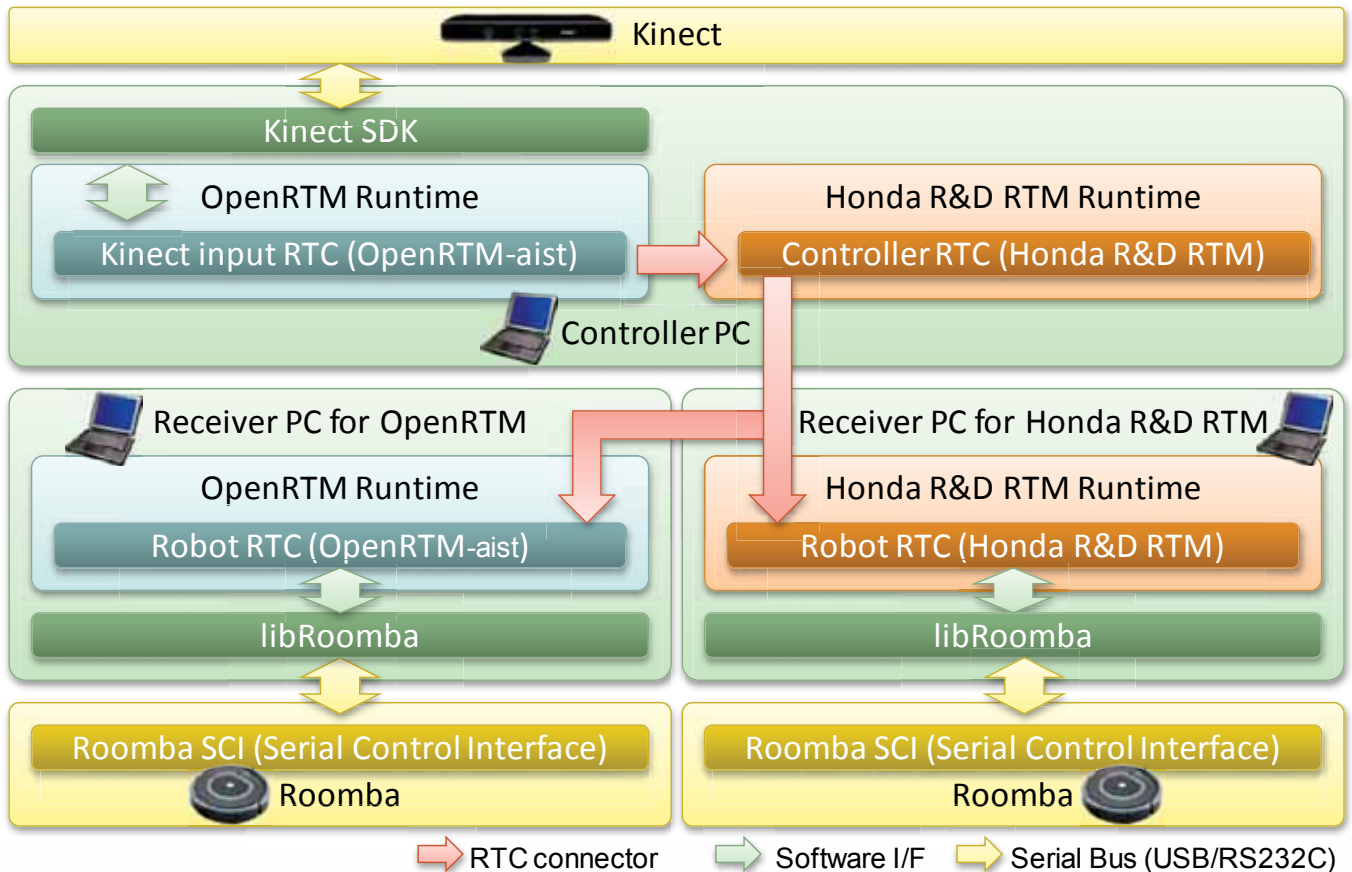 Kinect
Kinect SDK
OpenRTM Runtime
Honda R&D RTM Runtime
Kinect input RTC (OpenRTM-aist)
Controller RTC (Honda R&D RTM)
Controller PC
Receiver PC for OpenRTM
Receiver PC for Honda R&D RTM
OpenRTM Runtime
Honda R&D RTM Runtime
Robot RTC (OpenRTM-aist)
Robot RTC (Honda R&D RTM)
libRoomba
libRoomba
Roomba SCI (Serial Control Interface)
Roomba SCI (Serial Control Interface)
Roomba
Roomba
RTC connector
Software I/F
Serial Bus (USB/RS232C)